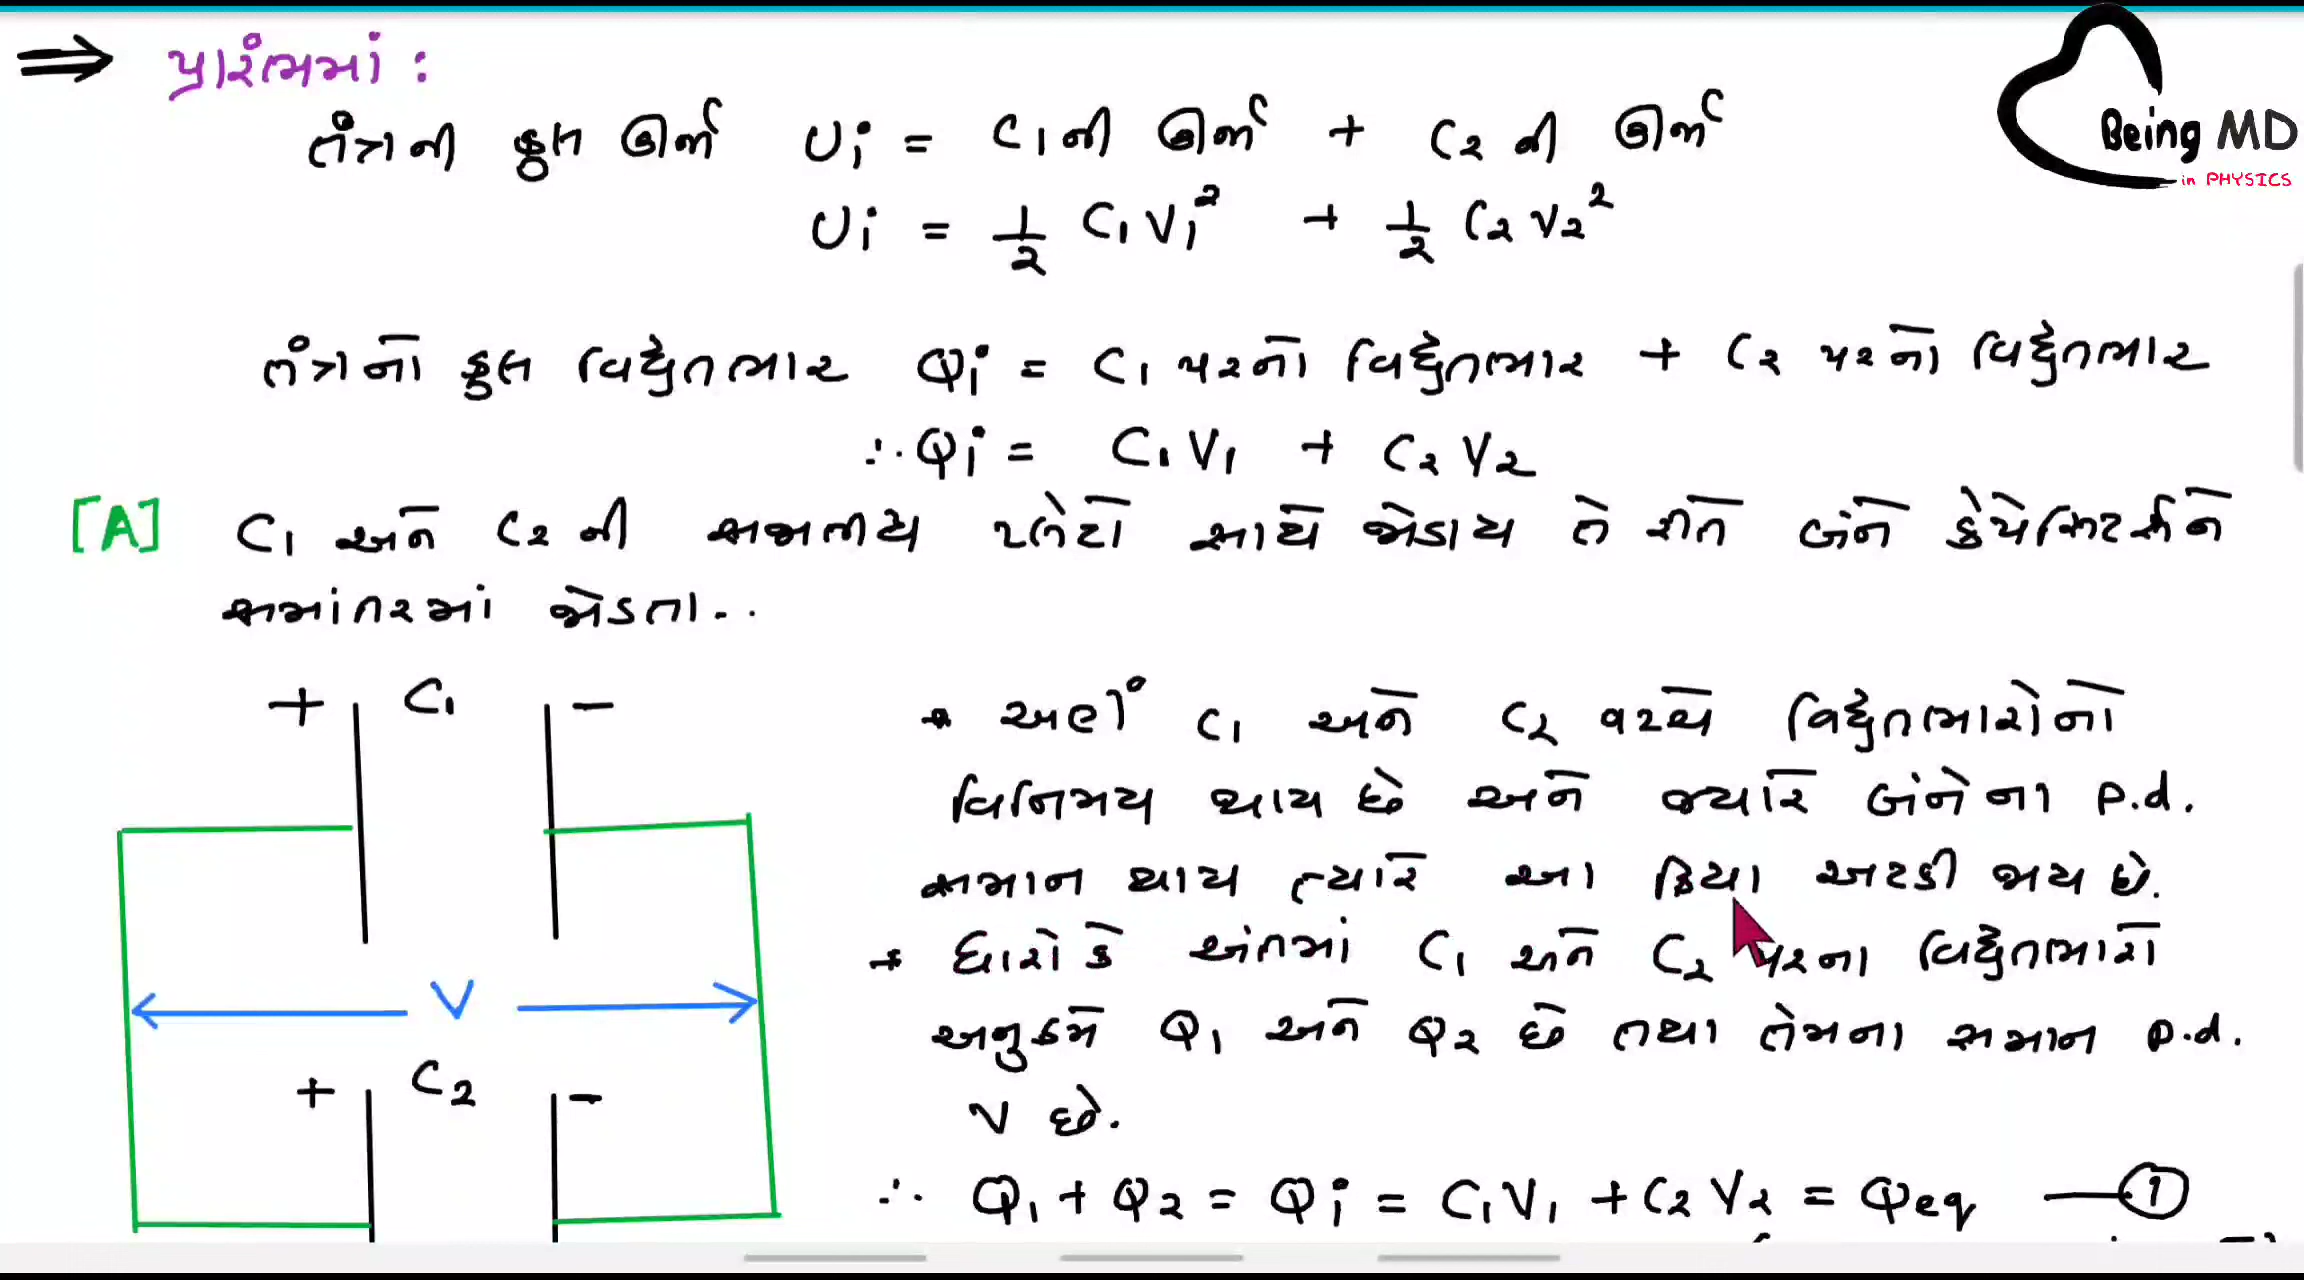 ⇒ પ્રારંભમાં :
Being MD
in PHYSICS
તંત્રની કુલ ઊર્જા Ui = C1ની ઊર્જા + C2 ની ઊર્જા
Ui = 1/2 C1V1² + 1/2 C2V2²
તંત્રનો કુલ વિદ્યુતભાર Qi = C1 પરનો વિદ્યુતભાર + C2 પરનો વિદ્યુતભાર
∴ Qi = C1V1 + C2V2
[A] C1 અને C2 ની સજાતીય પ્લેટો સાથે જોડાય તે રીતે બંને કેપેસિટર્સને
સમાંતરમાં જોડતા..
+ C1 -
* અહીં C1 અને C2 વચ્ચે વિદ્યુતભારોનો
વિનિમય થાય છે અને જ્યારે બંનેના p.d.
સમાન થાય ત્યારે આ ક્રિયા અટકી જાય છે.
* ધારો કે અંતમાં C1 અને C2 પરના વિદ્યુતભારો
અનુક્રમે Q1 અને Q2 છે તથા તેમના સમાન p.d.
V છે.
V
+ C2 -
∴ Q1 + Q2 = Qi = C1V1 + C2V2 = Qeq — ①